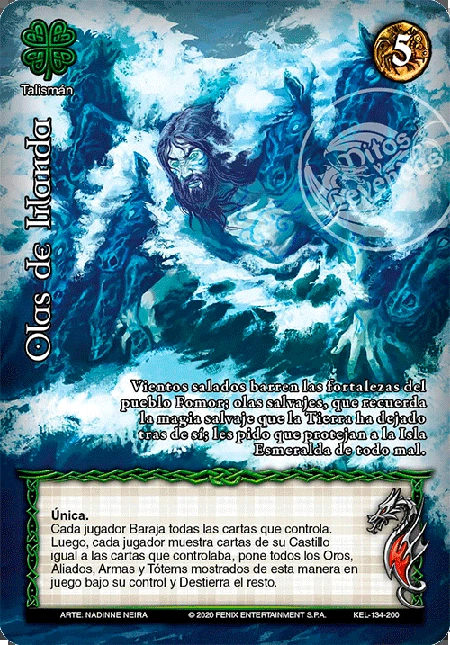 5
Talismán
Mitos
y Leyendas
Olas de Irlanda
Vientos salados barren las fortalezas del
pueblo Fomor; olas salvajes, que recuerda
la magia salvaje que la Tierra ha dejado
tras de sí; les pido que protejan a la Isla
Esmeralda de todo mal.
Única.
Cada jugador Baraja todas las cartas que controla.
Luego, cada jugador muestra cartas de su Castillo
igual a las cartas que controlaba, pone todos los Oros,
Aliados, Armas y Tótems mostrados de esta manera en
juego bajo su control y Destierra el resto.
ARTE: NADINNE NEIRA
© 2020 FENIX ENTERTAINMENT S.P.A.
KEL-134-200